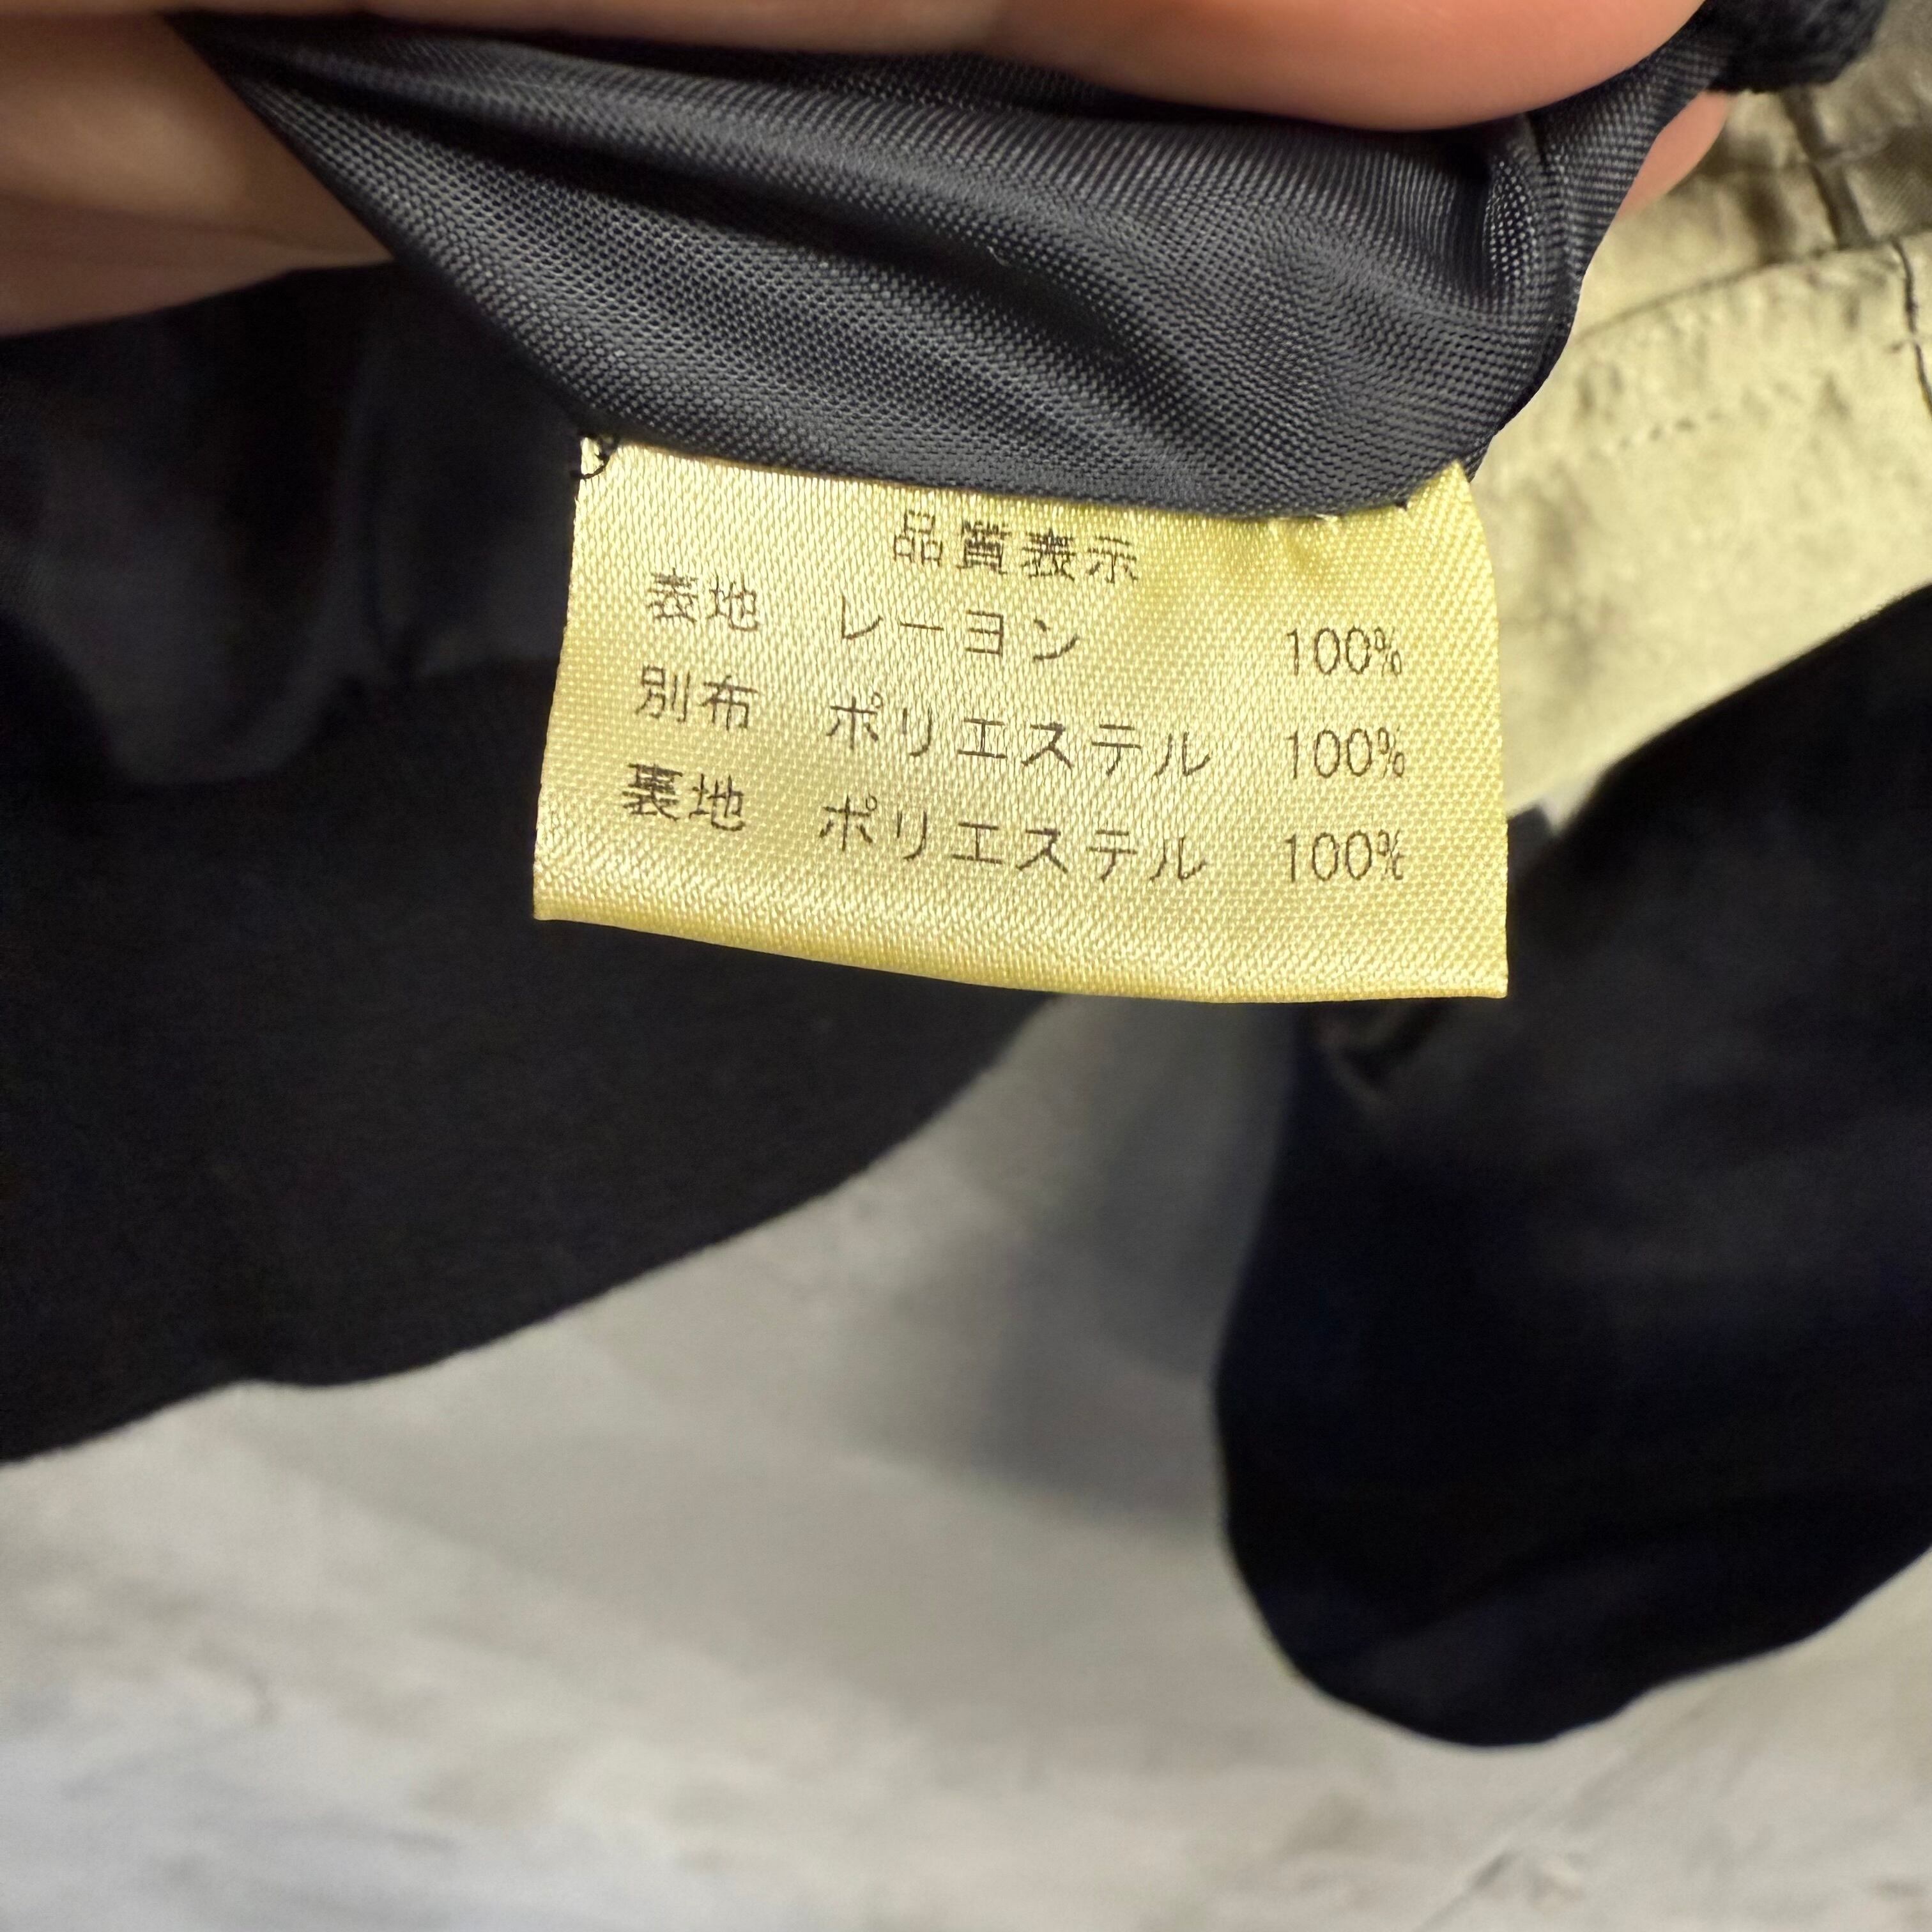 品質表示
表地 レーヨン 100%
別布 ポリエステル 100%
裏地 ポリエステル 100%